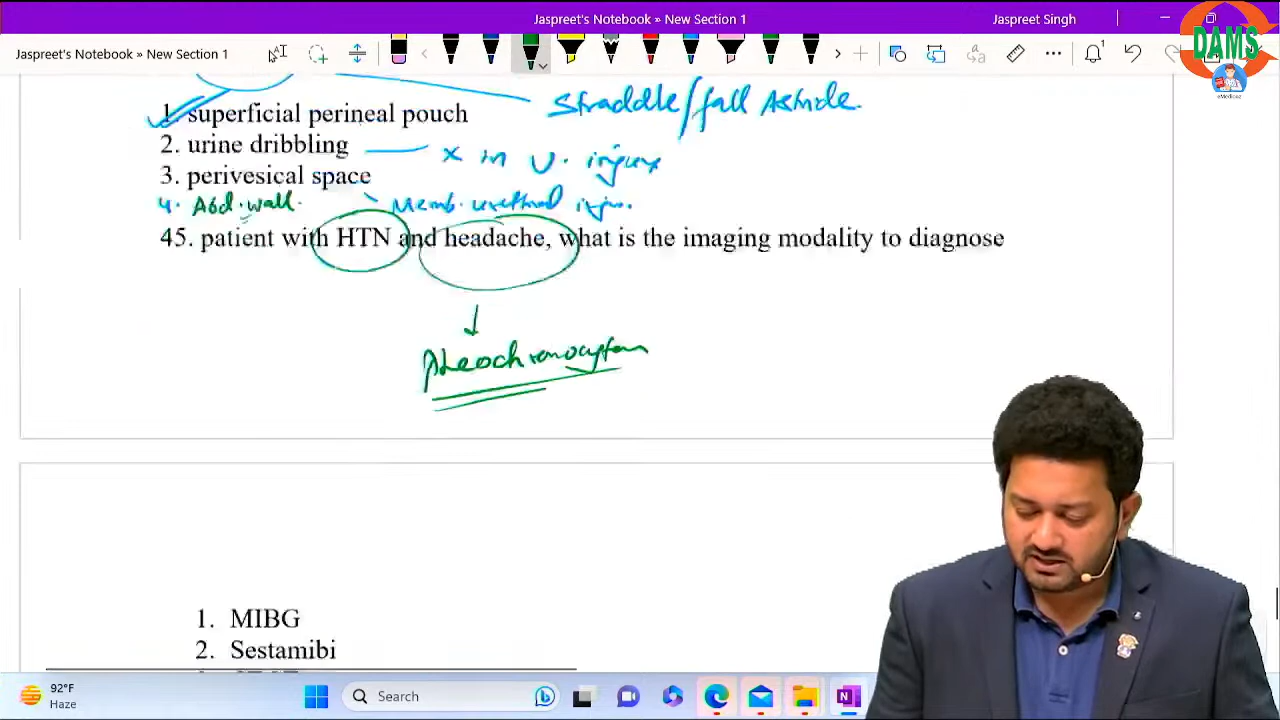 Jaspreet's Notebook » New Section 1
Jaspreet Singh
Jaspreet's Notebook » New Section 1
DAMS
eMedicoz
Straddle/fall Astride.
1. superficial perineal pouch
2. urine dribbling
x in U. injury
3. perivesical space
4. Abd. wall.
Memb. urethral injur.
45. patient with HTN and headache, what is the imaging modality to diagnose
pheochromocytoma
1. MIBG
2. Sestamibi
92°F
Haze
Search